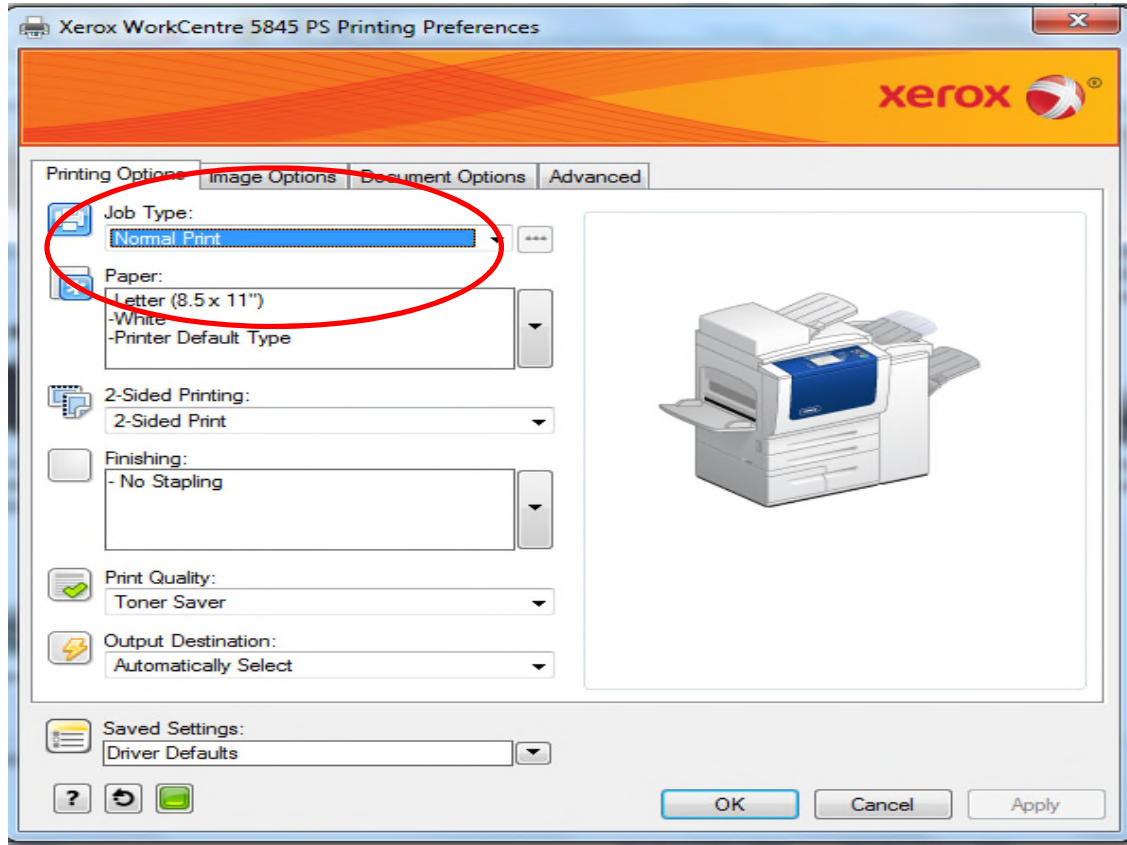 Xerox WorkCentre 5845 PS Printing Preferences
xerox ®
Printing Options Image Options Document Options Advanced
Job Type:
Normal Print
Paper:
Letter (8.5 x 11")
-White
-Printer Default Type
2-Sided Printing:
2-Sided Print
Finishing:
- No Stapling
Print Quality:
Toner Saver
Output Destination:
Automatically Select
Saved Settings:
Driver Defaults
? OK Cancel Apply